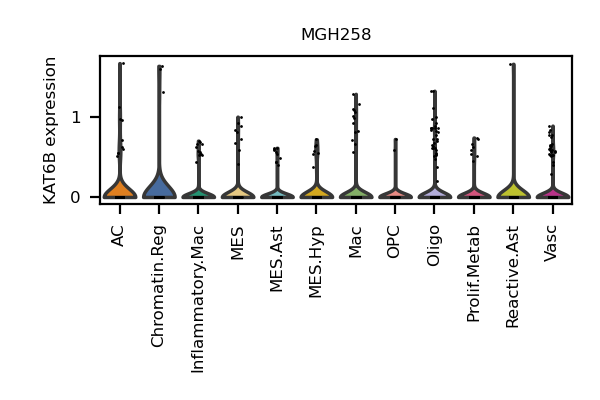 MGH258
KAT6B expression
1
0
AC
Chromatin.Reg
Inflammatory.Mac
MES
MES.Ast
MES.Hyp
Mac
OPC
Oligo
Prolif.Metab
Reactive.Ast
Vasc